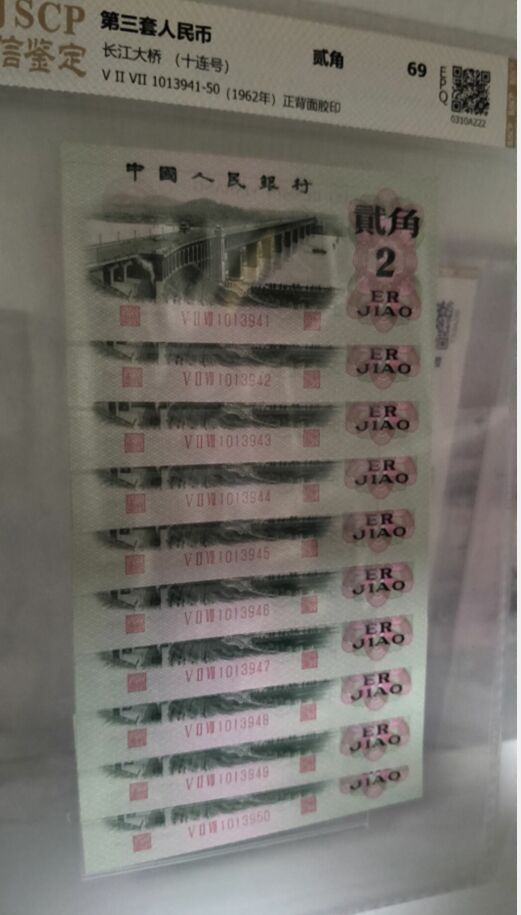 JSCP
信鉴定
第三套人民币
长江大桥 （十连号）
贰角
69
EPQ
V II VII 1013941-50（1962年）正背面胶印
0310A222
中國人民銀行
貳角
2
ER
JIAO
V II VII 1013941
ER
JIAO
V II VII 1013942
ER
JIAO
V II VII 1013943
ER
JIAO
V II VII 1013944
ER
JIAO
V II VII 1013945
ER
JIAO
V II VII 1013946
ER
JIAO
V II VII 1013947
ER
JIAO
V II VII 1013948
ER
JIAO
V II VII 1013949
JIAO
V II VII 1013950